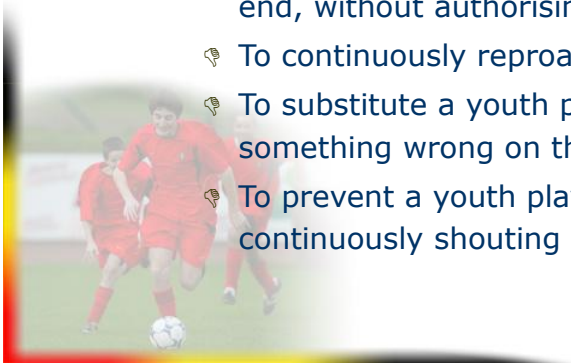 end, without authorisin
To continuously reproa
To substitute a youth p
something wrong on th
To prevent a youth pla
continuously shouting